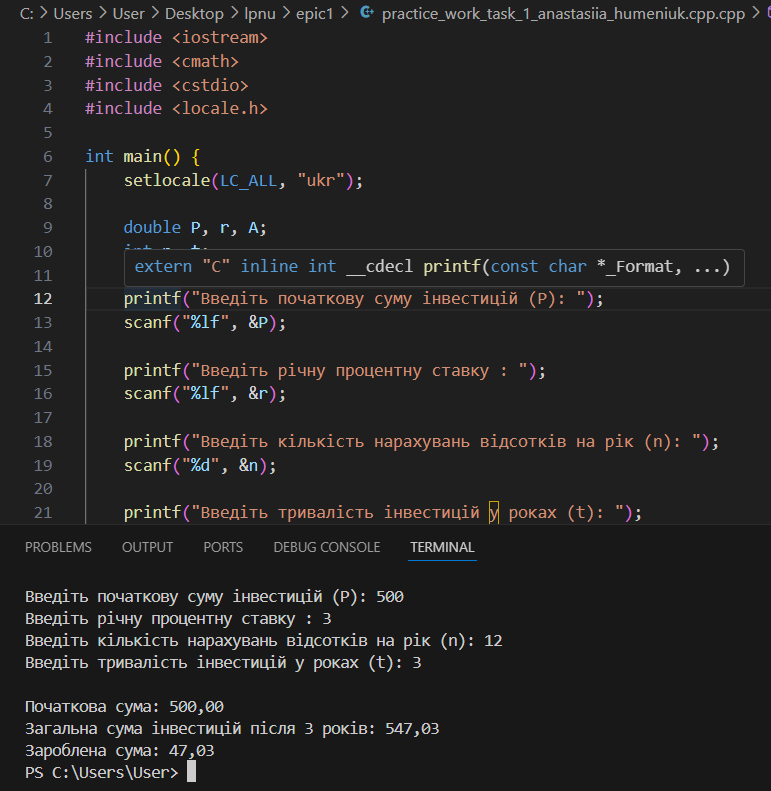 C: > Users > User > Desktop > lpnu > epic1 > practice_work_task_1_anastasiia_humeniuk.cpp.cpp >
1 #include <iostream>
2 #include <cmath>
3 #include <cstdio>
4 #include <locale.h>
5
6 int main() {
7 setlocale(LC_ALL, "ukr");
8
9 double P, r, A;
10
extern "C" inline int __cdecl printf(const char *_Format, ...)
11
12 printf("Введіть початкову суму інвестицій (P): ");
13 scanf("%lf", &P);
14
15 printf("Введіть річну процентну ставку : ");
16 scanf("%lf", &r);
17
18 printf("Введіть кількість нарахувань відсотків на рік (n): ");
19 scanf("%d", &n);
20
21 printf("Введіть тривалість інвестицій у роках (t): ");
PROBLEMS OUTPUT PORTS DEBUG CONSOLE TERMINAL
Введіть початкову суму інвестицій (P): 500
Введіть річну процентну ставку : 3
Введіть кількість нарахувань відсотків на рік (n): 12
Введіть тривалість інвестицій у роках (t): 3
Початкова сума: 500,00
Загальна сума інвестицій після 3 років: 547,03
Зароблена сума: 47,03
PS C:\Users\User>